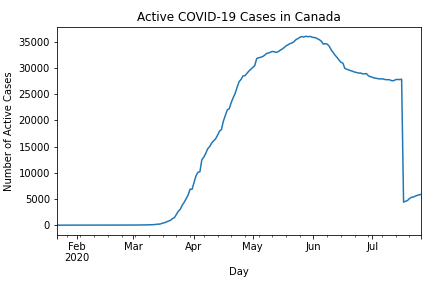 Active COVID-19 Cases in Canada
Number of Active Cases
35000
30000
25000
20000
15000
10000
5000
0
Feb Mar Apr May Jun Jul
2020
Day